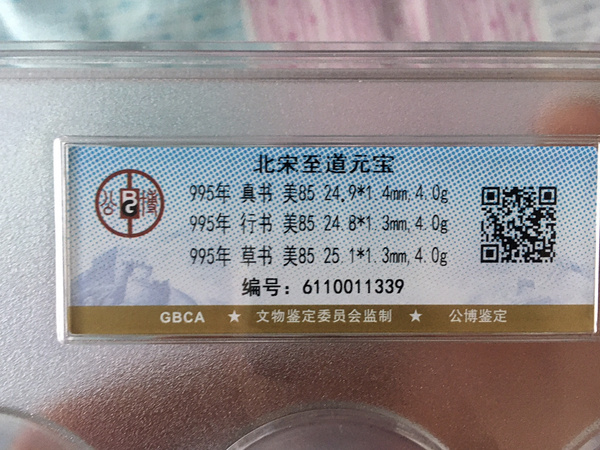 北宋至道元宝
995年 真书 美85 24.9*1.4mm,4.0g
995年 行书 美85 24.8*1.3mm,4.0g
995年 草书 美85 25.1*1.3mm,4.0g
编号：6110011339
GBCA ★ 文物鉴定委员会监制 ★ 公博鉴定